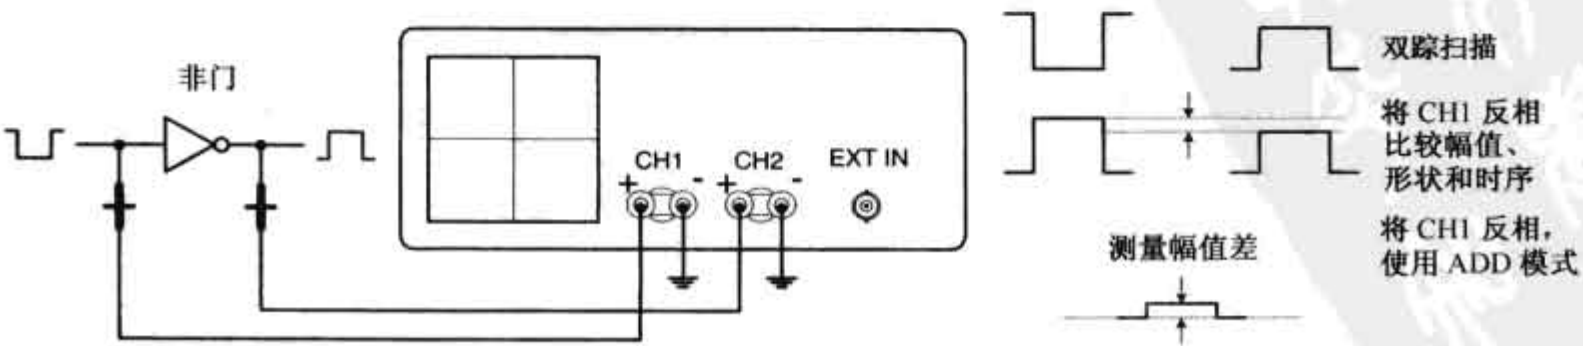 非门
CH1
CH2
EXT IN
+
-
+
-
双踪扫描
将 CH1 反相
比较幅值、
形状和时序
将 CH1 反相，
使用 ADD 模式
测量幅值差